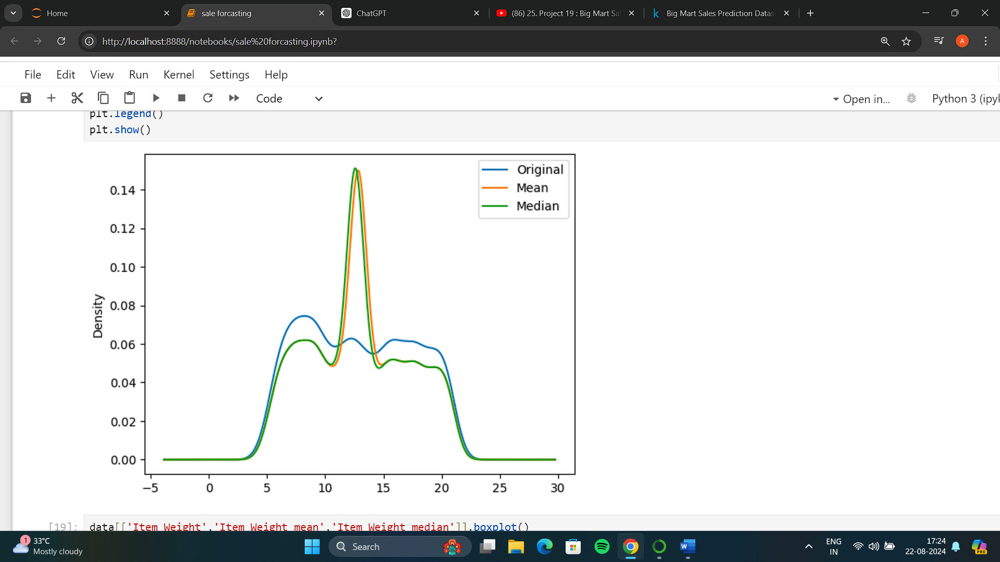 Home
sale forcasting
ChatGPT
(86) 25. Project 19 : Big Mart Sal
Big Mart Sales Prediction Datas
http://localhost:8888/notebooks/sale%20forcasting.ipynb?
A
File Edit View Run Kernel Settings Help
Code
Open in...
Python 3 (ipyk
plt.legend()
plt.show()
Original
Mean
Median
0.14
0.12
0.10
0.08
0.06
0.04
0.02
0.00
Density
−5 0 5 10 15 20 25 30
[19]:
data[['Item_Weight','Item_Weight_mean','Item_Weight_median']].boxplot()
1
33°C
Mostly cloudy
Search
W
ENG
IN
17:24
22-08-2024
PRE